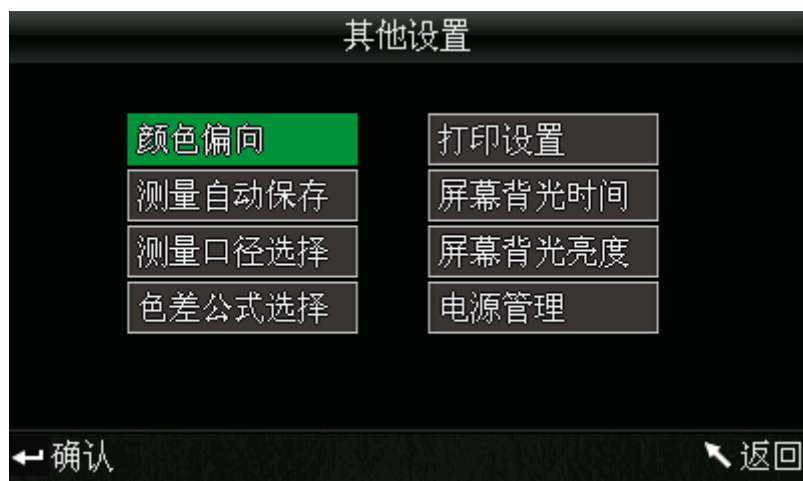 其他设置
颜色偏向 打印设置
测量自动保存 屏幕背光时间
测量口径选择 屏幕背光亮度
色差公式选择 电源管理
确认 返回